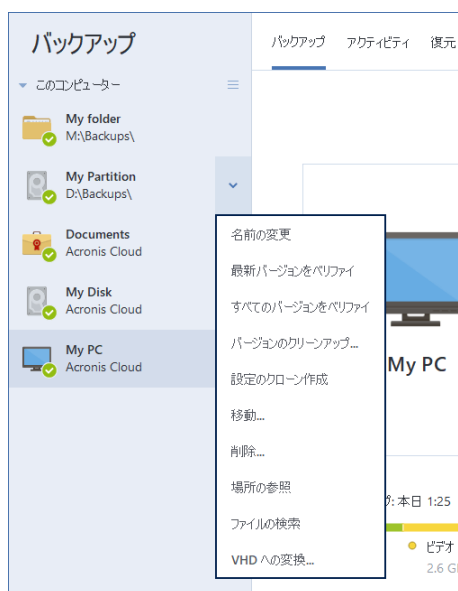 バックアップ
バックアップ アクティビティ 復元
このコンピューター
My folder
M:\Backups\
My Partition
D:\Backups\
Documents
Acronis Cloud
My Disk
Acronis Cloud
My PC
Acronis Cloud
名前の変更
最新バージョンをベリファイ
すべてのバージョンをベリファイ
バージョンのクリーンアップ...
設定のクローン作成
移動...
削除...
場所の参照
ファイルの検索
VHD への変換...
My PC
プ: 本日 1:25
ビデオ
2.6 G